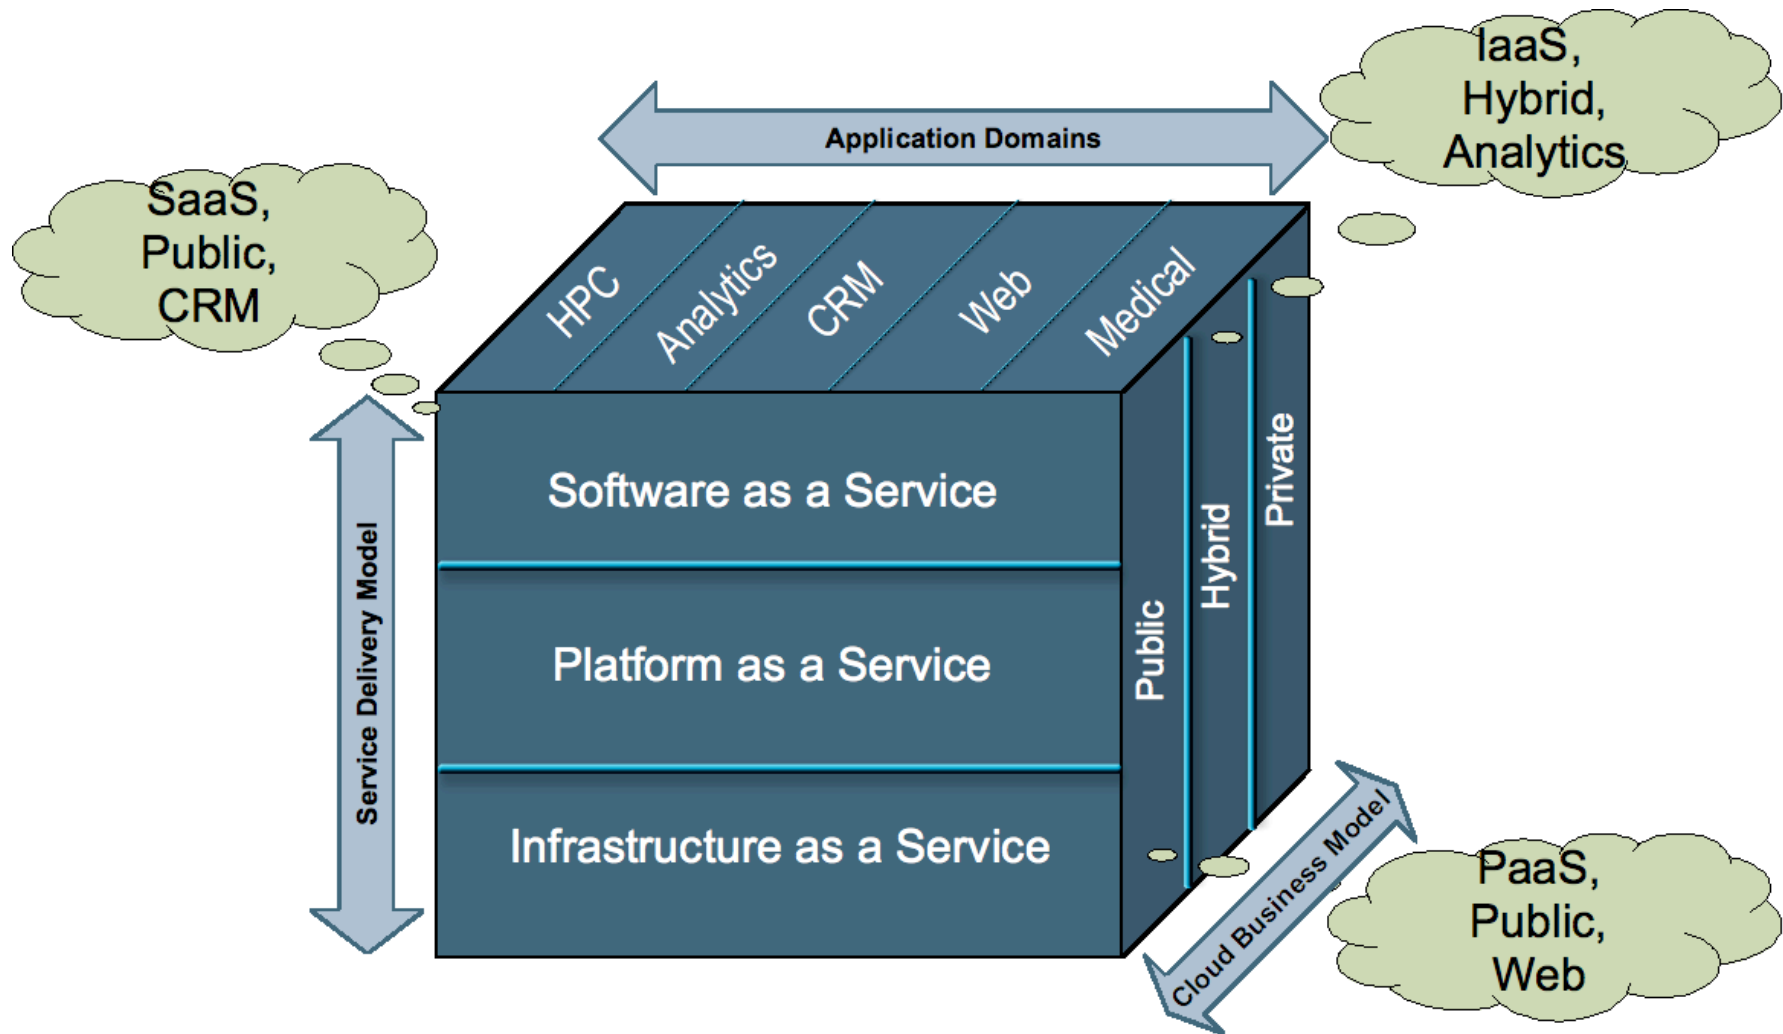 IaaS,
Hybrid,
Analytics
Application Domains
SaaS,
Public,
CRM
HPC
Analytics
CRM
Web
Medical
Software as a Service
Platform as a Service
Infrastructure as a Service
Public
Hybrid
Private
Service Delivery Model
Cloud Business Model
PaaS,
Public,
Web